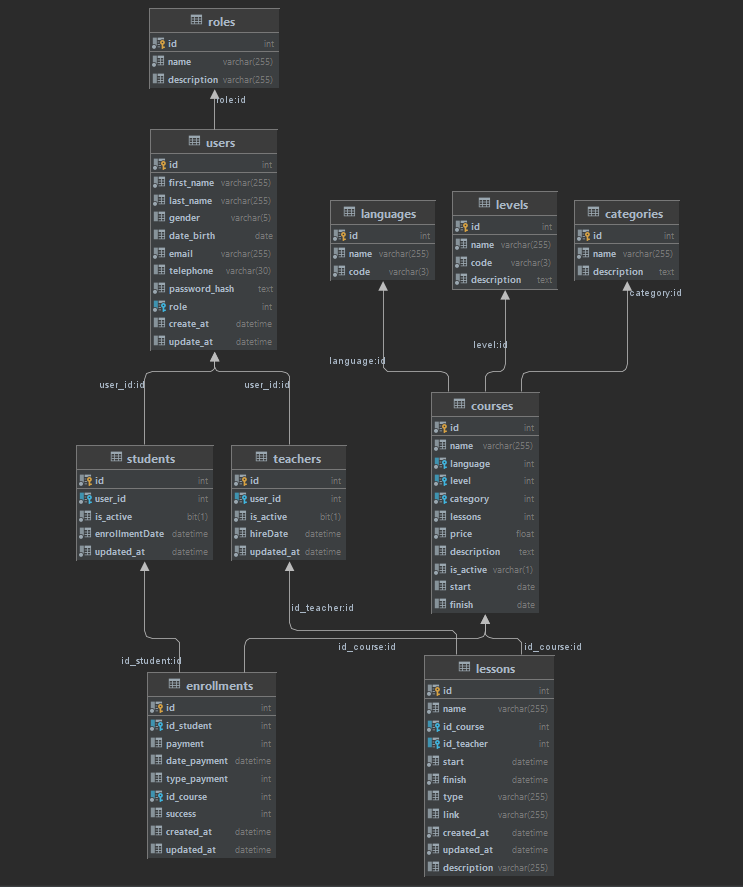 roles
id int
name varchar(255)
description varchar(255)
role:id
users
id int
first_name varchar(255)
last_name varchar(255)
gender varchar(5)
date_birth date
email varchar(255)
telephone varchar(30)
password_hash text
role int
create_at datetime
update_at datetime
languages
id int
name varchar(255)
code varchar(3)
levels
id int
name varchar(255)
code varchar(3)
description text
categories
id int
name varchar(255)
description text
language:id
level:id
category:id
user_id:id
user_id:id
students
id int
user_id int
is_active bit(1)
enrollmentDate datetime
updated_at datetime
teachers
id int
user_id int
is_active bit(1)
hireDate datetime
updated_at datetime
courses
id int
name varchar(255)
language int
level int
category int
lessons int
price float
description text
is_active varchar(1)
start date
finish date
id_student:id
id_teacher:id
id_course:id
id_course:id
enrollments
id int
id_student int
payment int
date_payment datetime
type_payment int
id_course int
success int
created_at datetime
updated_at datetime
lessons
id int
name varchar(255)
id_course int
id_teacher int
start datetime
finish datetime
type varchar(255)
link varchar(255)
created_at datetime
updated_at datetime
description varchar(255)